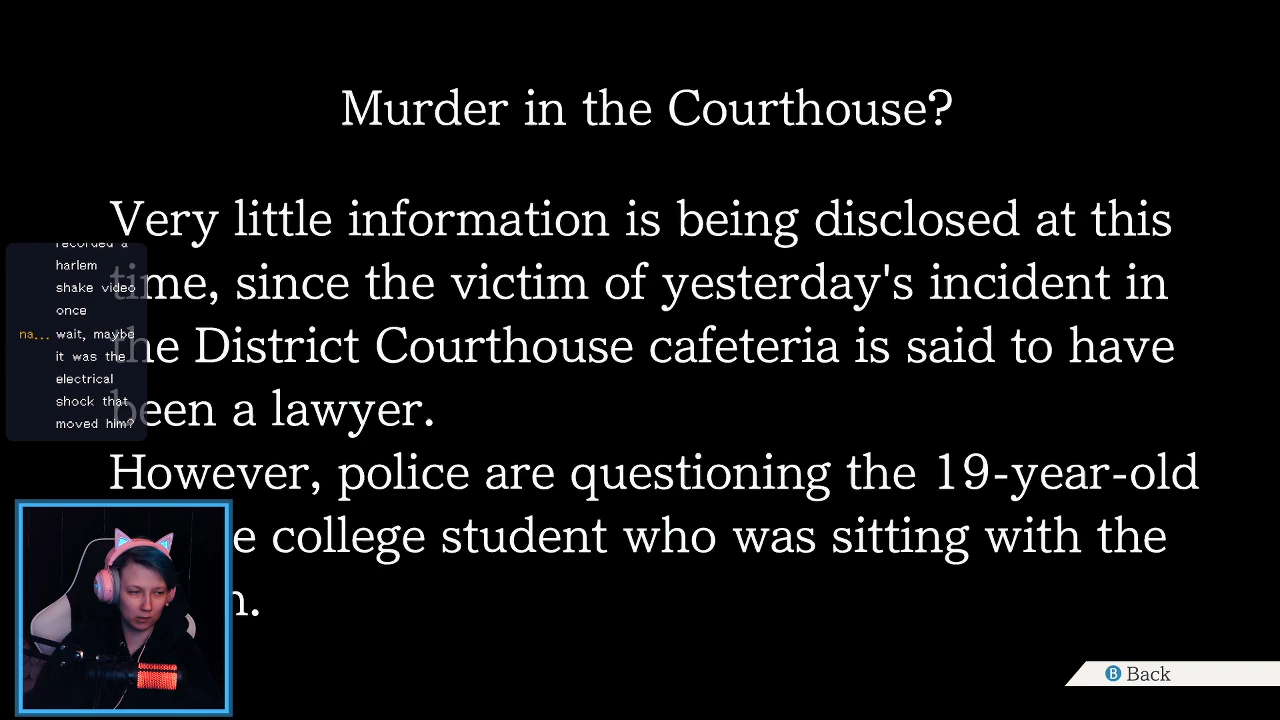 Murder in the Courthouse?
Very little information is being disclosed at this
time, since the victim of yesterday's incident in
the District Courthouse cafeteria is said to have
been a lawyer.
However, police are questioning the 19-year-old
e college student who was sitting with the
recorded a
harlem
shake video
once
na... wait, maybe
it was the
electrical
shock that
moved him?
B Back